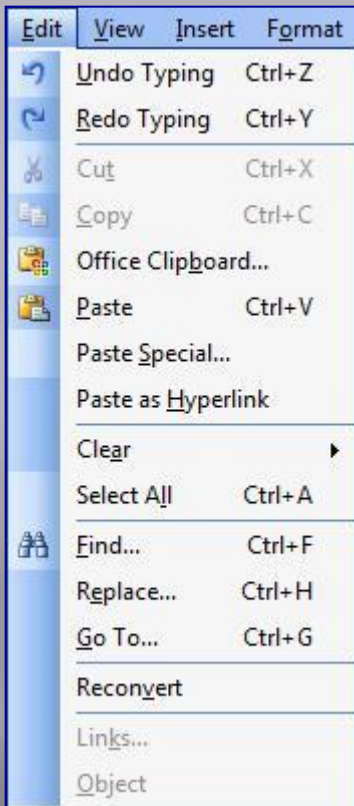 Edit View Insert Format
Undo Typing Ctrl+Z
Redo Typing Ctrl+Y
Cut Ctrl+X
Copy Ctrl+C
Office Clipboard...
Paste Ctrl+V
Paste Special...
Paste as Hyperlink
Clear
Select All Ctrl+A
Find... Ctrl+F
Replace... Ctrl+H
Go To... Ctrl+G
Reconvert
Links...
Object